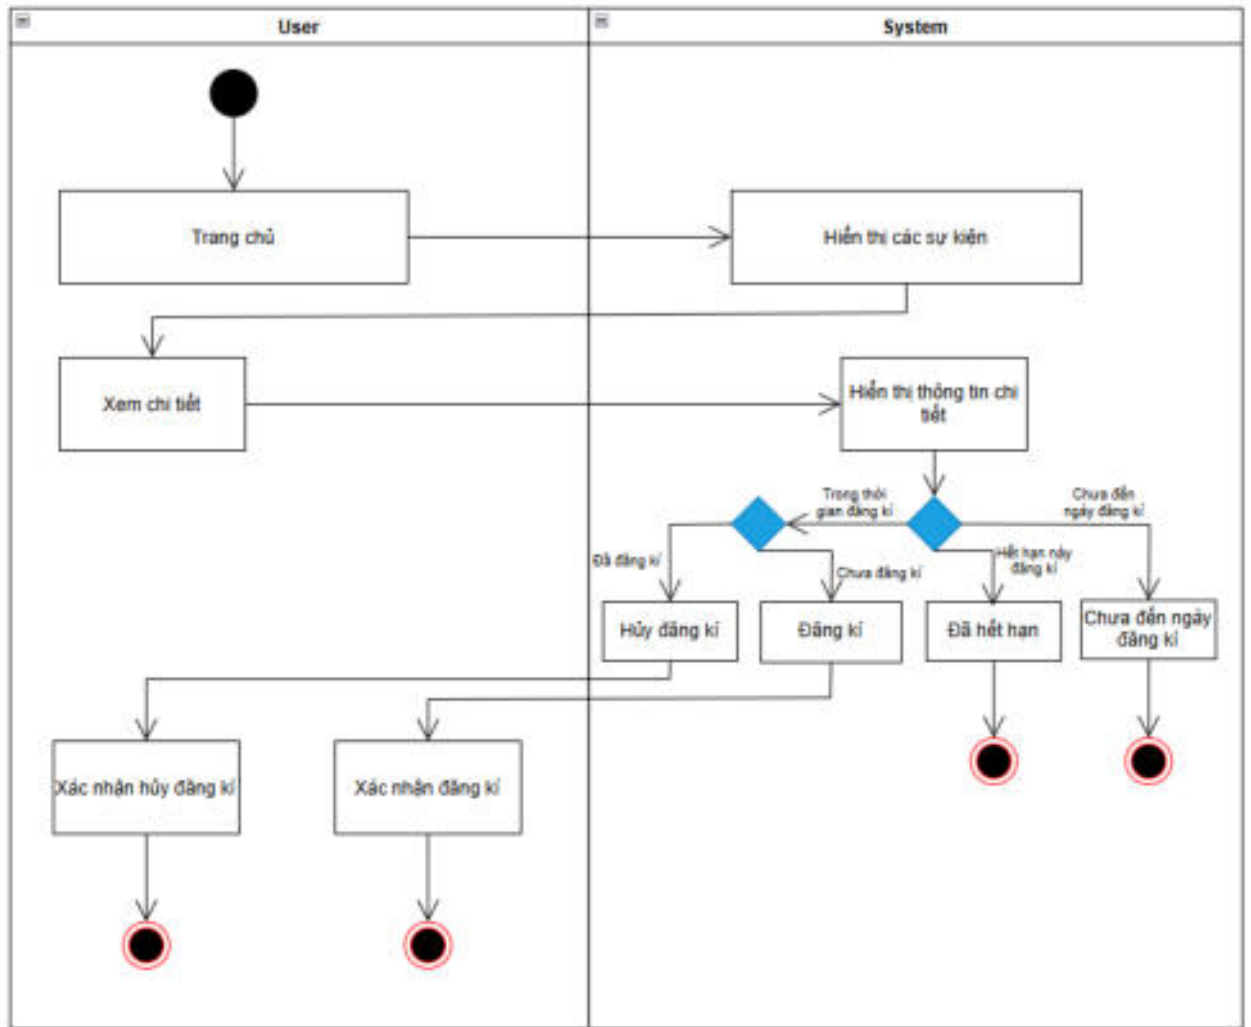 User
System
Trang chủ
Hiển thị các sự kiện
Xem chi tiết
Hiển thị thông tin chi
tiết
Trong thời
gian đăng kí
Chưa đến
ngày đăng kí
Đã đăng kí
Chưa đăng kí
Hết hạn này
đăng kí
Hủy đăng kí
Đăng kí
Đã hết hạn
Chưa đến ngày
đăng kí
Xác nhận hủy đăng kí
Xác nhận đăng kí